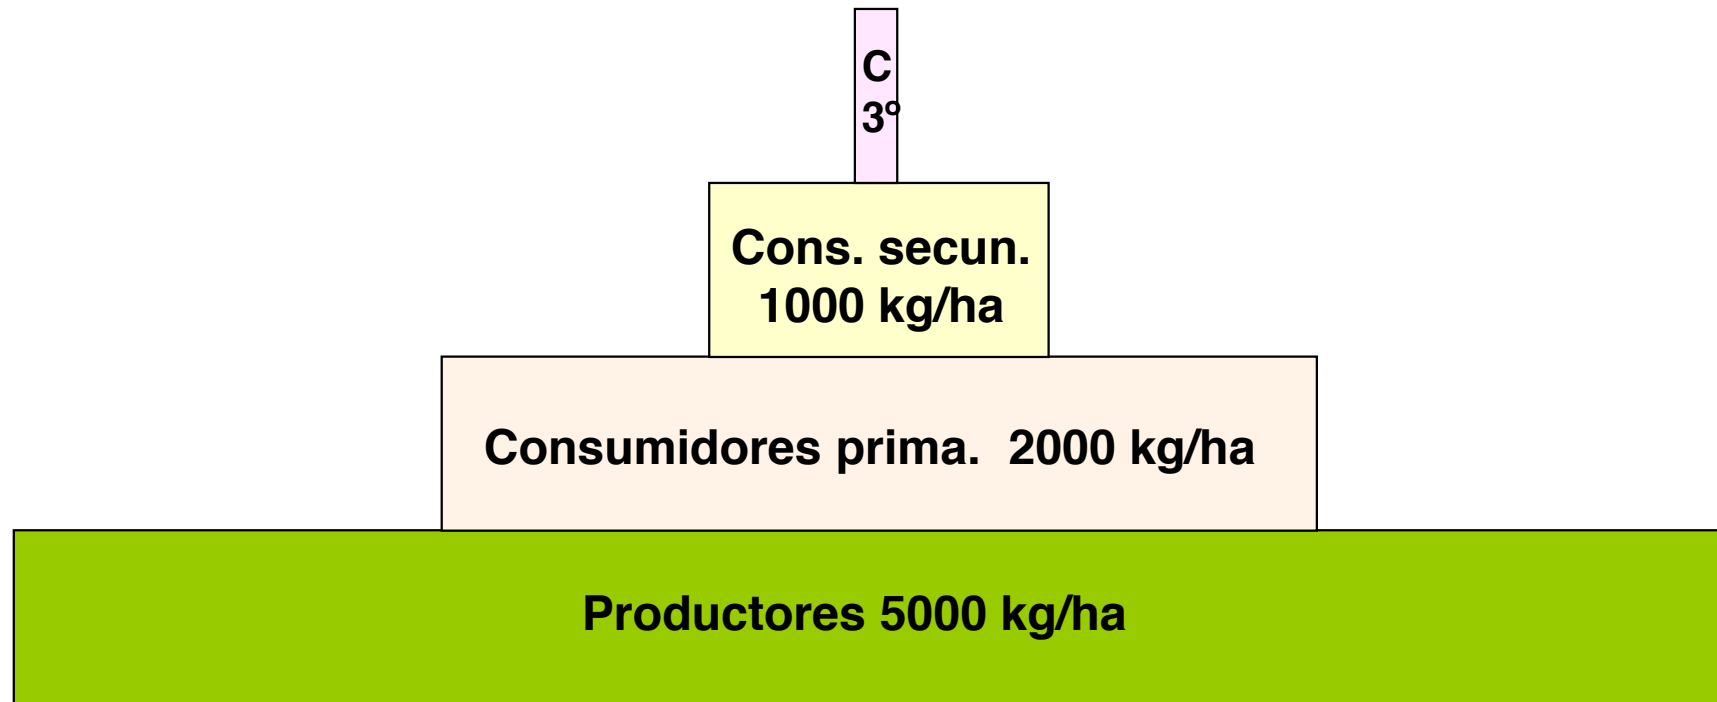 C
3º
Cons. secun.
1000 kg/ha
Consumidores prima. 2000 kg/ha
Productores 5000 kg/ha